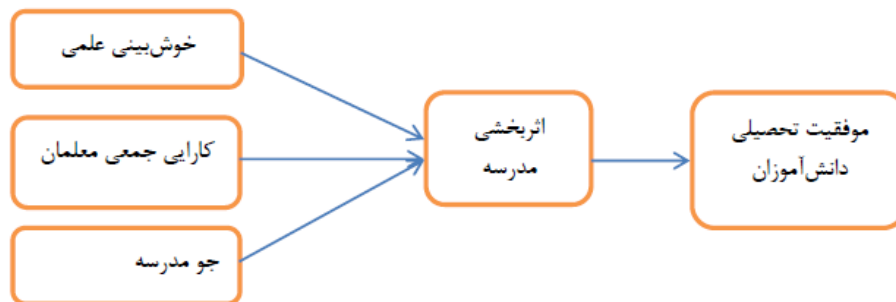 خوش‌بینی علمی
کارایی جمعی معلمان
جو مدرسه
اثربخشی
مدرسه
موفقیت تحصیلی
دانش‌آموزان